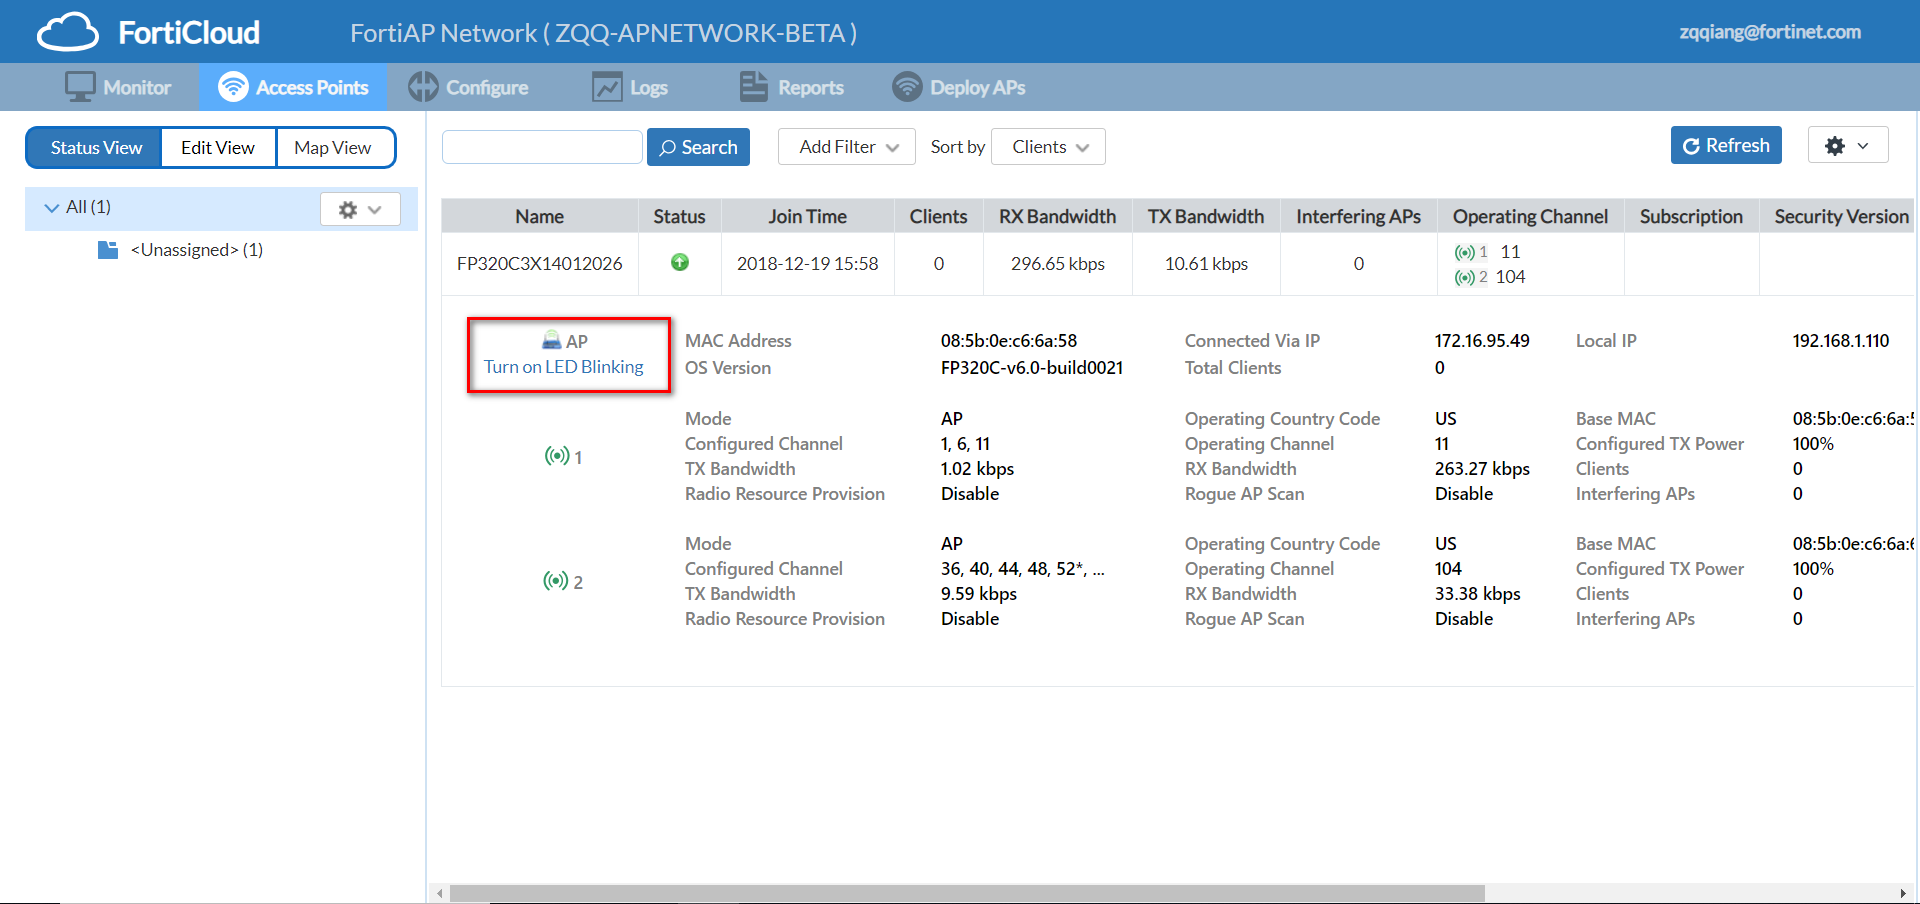 FortiCloud FortiAP Network ( ZQQ-APNETWORK-BETA ) zqqiang@fortinet.com
Monitor Access Points Configure Logs Reports Deploy APs
Status View Edit View Map View Search Add Filter Sort by Clients Refresh
All (1)
<Unassigned> (1)
Name Status Join Time Clients RX Bandwidth TX Bandwidth Interfering APs Operating Channel Subscription Security Version
FP320C3X14012026 2018-12-19 15:58 0 296.65 kbps 10.61 kbps 0 1 11
2 104
AP MAC Address 08:5b:0e:c6:6a:58 Connected Via IP 172.16.95.49 Local IP 192.168.1.110
Turn on LED Blinking OS Version FP320C-v6.0-build0021 Total Clients 0
Mode AP Operating Country Code US Base MAC 08:5b:0e:c6:6a:5
1 Configured Channel 1, 6, 11 Operating Channel 11 Configured TX Power 100%
TX Bandwidth 1.02 kbps RX Bandwidth 263.27 kbps Clients 0
Radio Resource Provision Disable Rogue AP Scan Disable Interfering APs 0
Mode AP Operating Country Code US Base MAC 08:5b:0e:c6:6a:6
2 Configured Channel 36, 40, 44, 48, 52*, ... Operating Channel 104 Configured TX Power 100%
TX Bandwidth 9.59 kbps RX Bandwidth 33.38 kbps Clients 0
Radio Resource Provision Disable Rogue AP Scan Disable Interfering APs 0